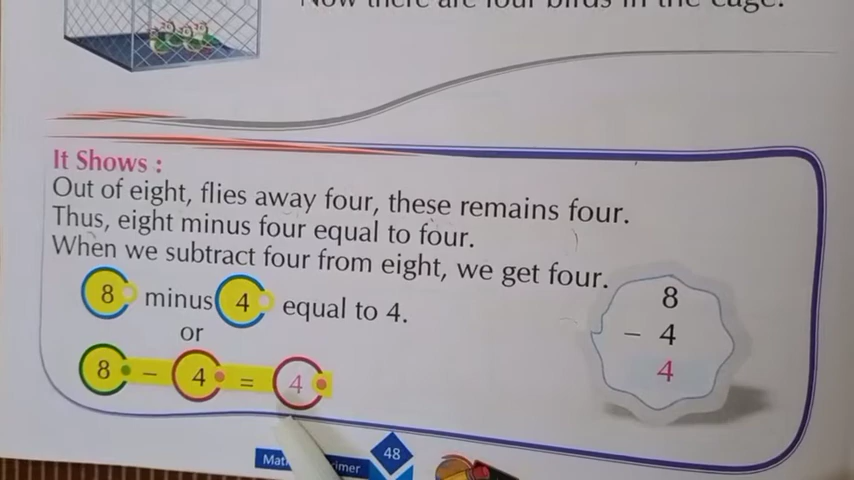 Now there are four birds in the cage.
It Shows :
Out of eight, flies away four, these remains four.
Thus, eight minus four equal to four.
When we subtract four from eight, we get four.
8 minus 4 equal to 4.
or
8 - 4 = 4
8
- 4
4
48